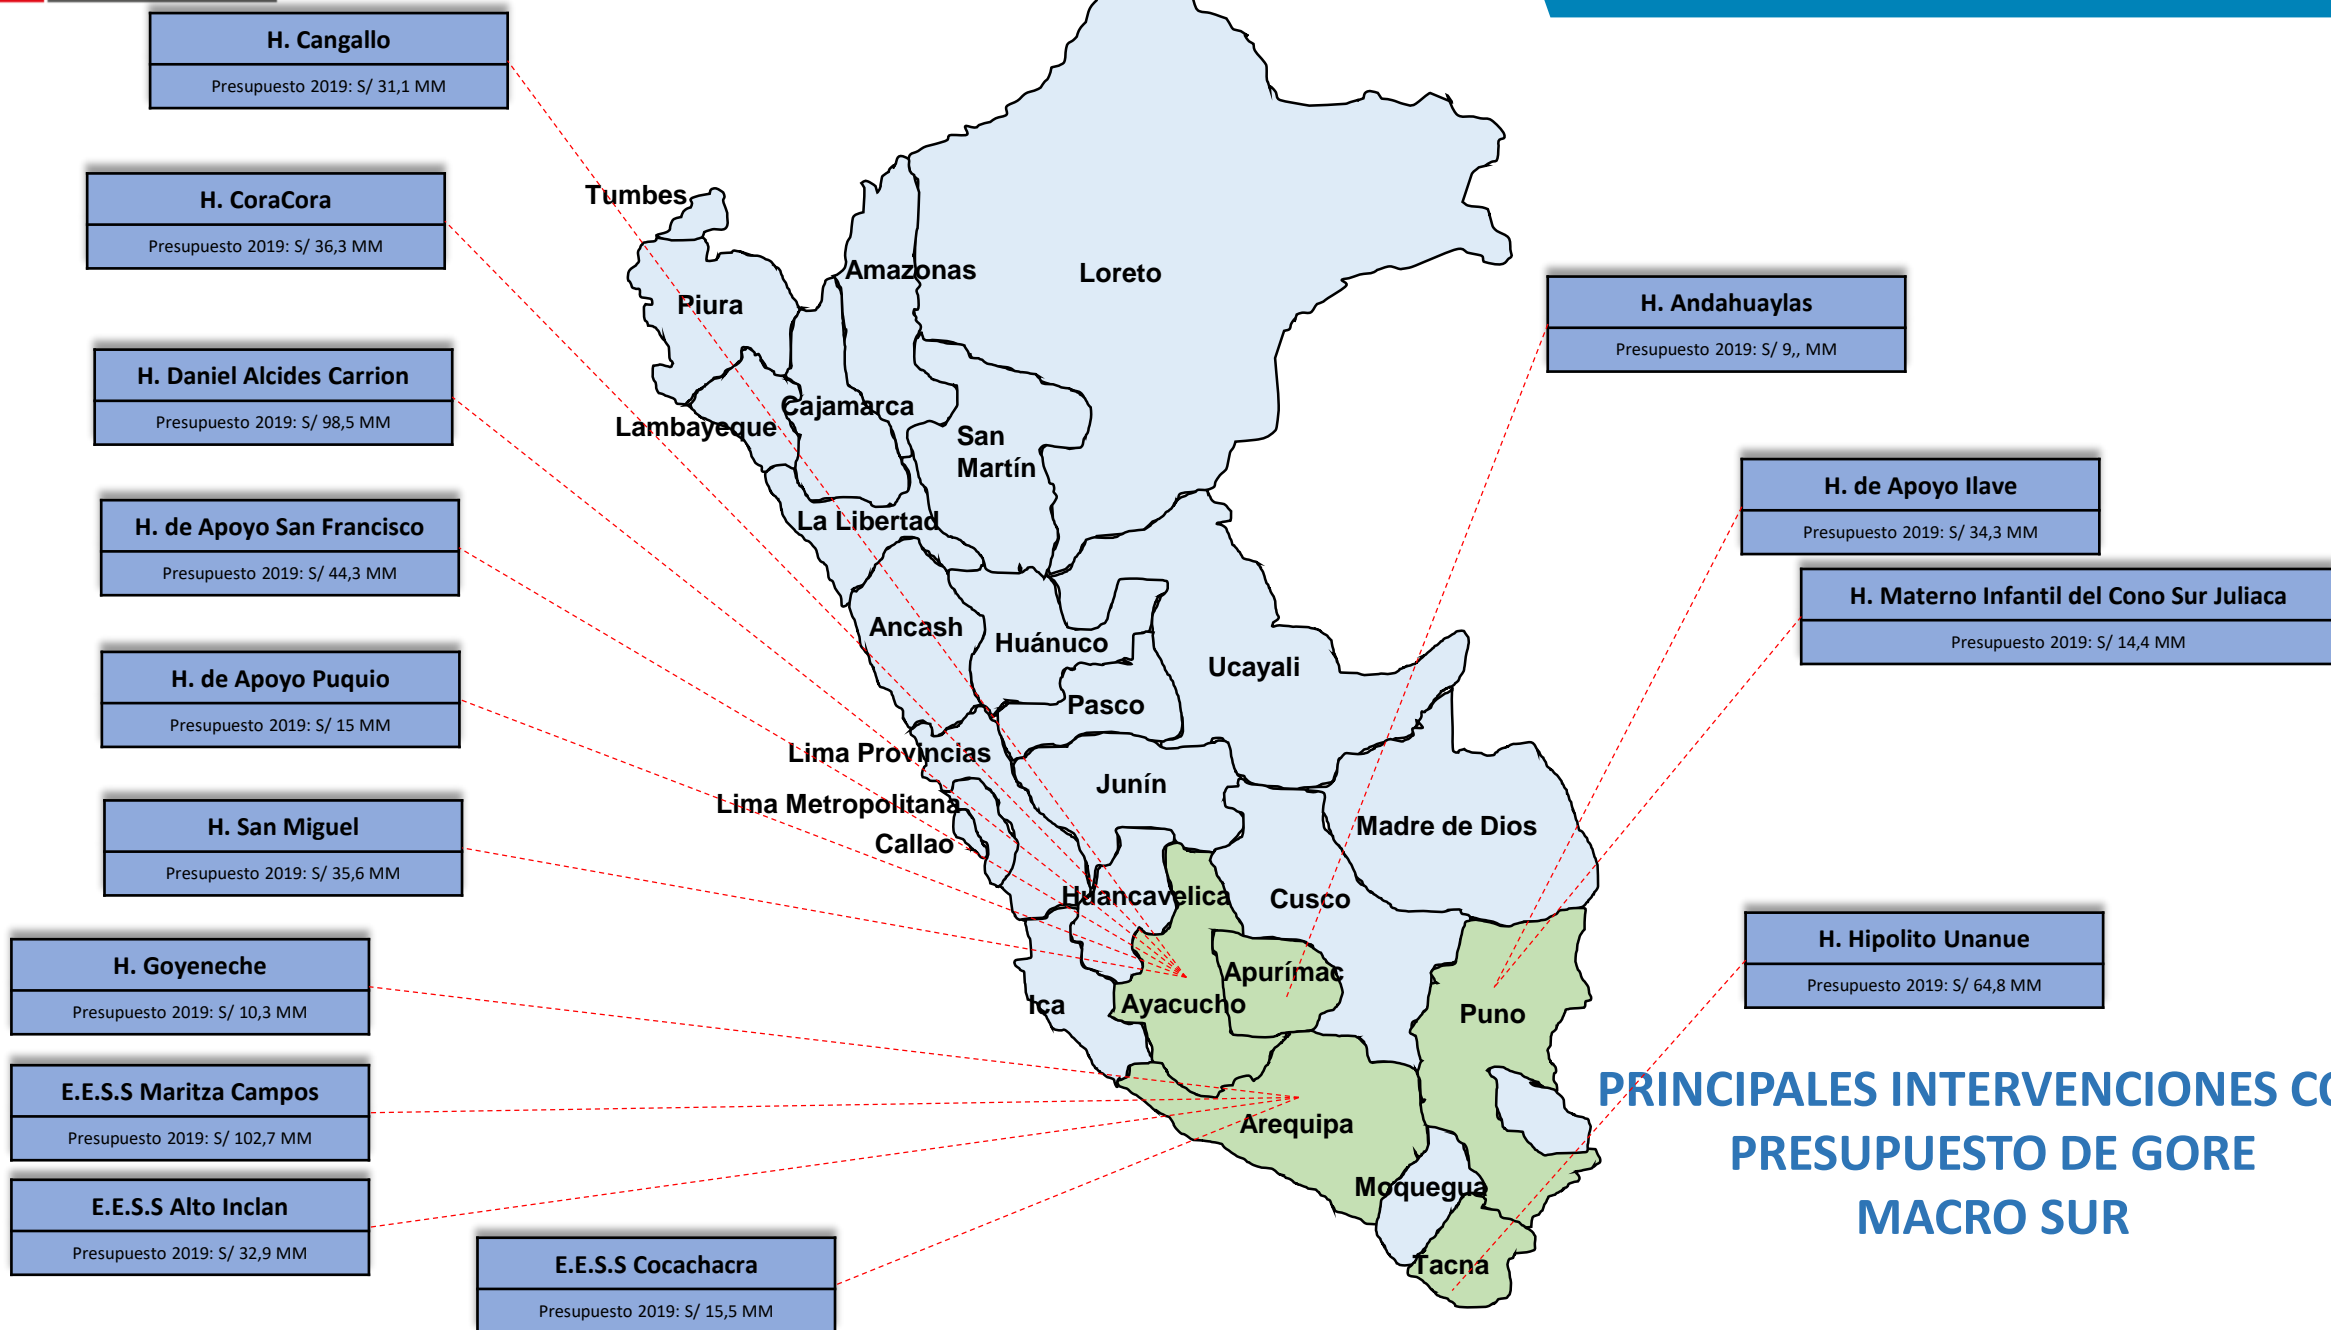 H. Cangallo
Presupuesto 2019: S/ 31,1 MM
H. CoraCora
Presupuesto 2019: S/ 36,3 MM
H. Daniel Alcides Carrion
Presupuesto 2019: S/ 98,5 MM
H. de Apoyo San Francisco
Presupuesto 2019: S/ 44,3 MM
H. de Apoyo Puquio
Presupuesto 2019: S/ 15 MM
H. San Miguel
Presupuesto 2019: S/ 35,6 MM
H. Goyeneche
Presupuesto 2019: S/ 10,3 MM
E.E.S.S Maritza Campos
Presupuesto 2019: S/ 102,7 MM
E.E.S.S Alto Inclan
Presupuesto 2019: S/ 32,9 MM
E.E.S.S Cocachacra
Presupuesto 2019: S/ 15,5 MM
Tumbes
Piura
Amazonas
Loreto
Lambayeque
Cajamarca
San
Martín
La Libertad
Ancash
Huánuco
Ucayali
Pasco
Lima Provincias
Junín
Lima Metropolitana
Callao
Madre de Dios
Huancavelica
Cusco
Apurímac
Ica
Ayacucho
Puno
Arequipa
Moquegua
Tacna
H. Andahuaylas
Presupuesto 2019: S/ 9,, MM
H. de Apoyo Ilave
Presupuesto 2019: S/ 34,3 MM
H. Materno Infantil del Cono Sur Juliaca
Presupuesto 2019: S/ 14,4 MM
H. Hipolito Unanue
Presupuesto 2019: S/ 64,8 MM
PRINCIPALES INTERVENCIONES
PRESUPUESTO DE GORE
MACRO SUR